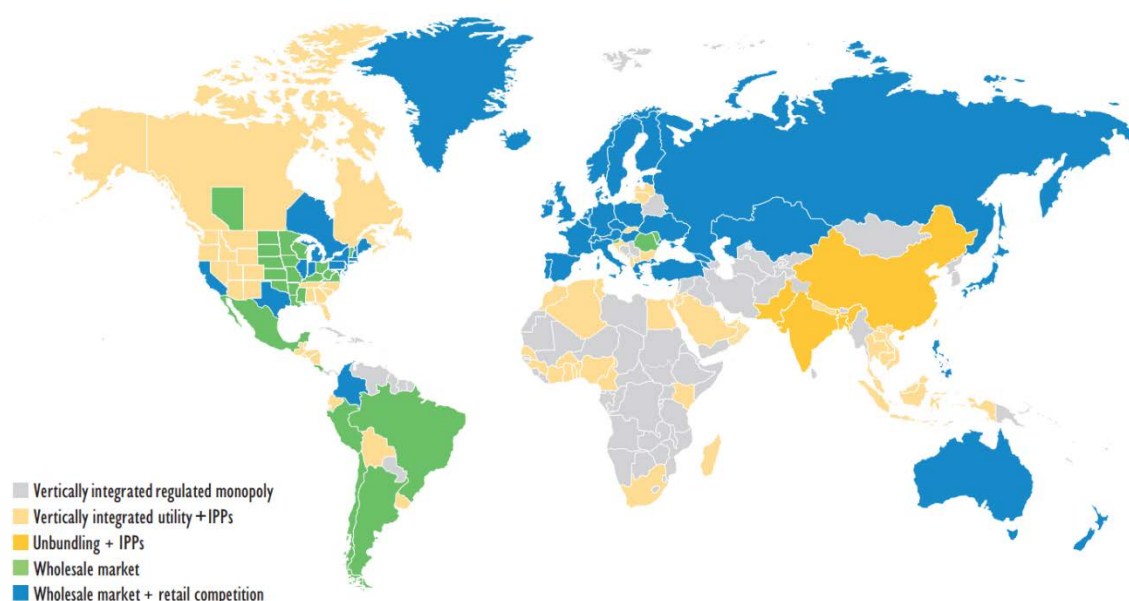 Vertically integrated regulated monopoly
Vertically integrated utility +IPPs
Unbundling + IPPs
Wholesale market
Wholesale market + retail competition